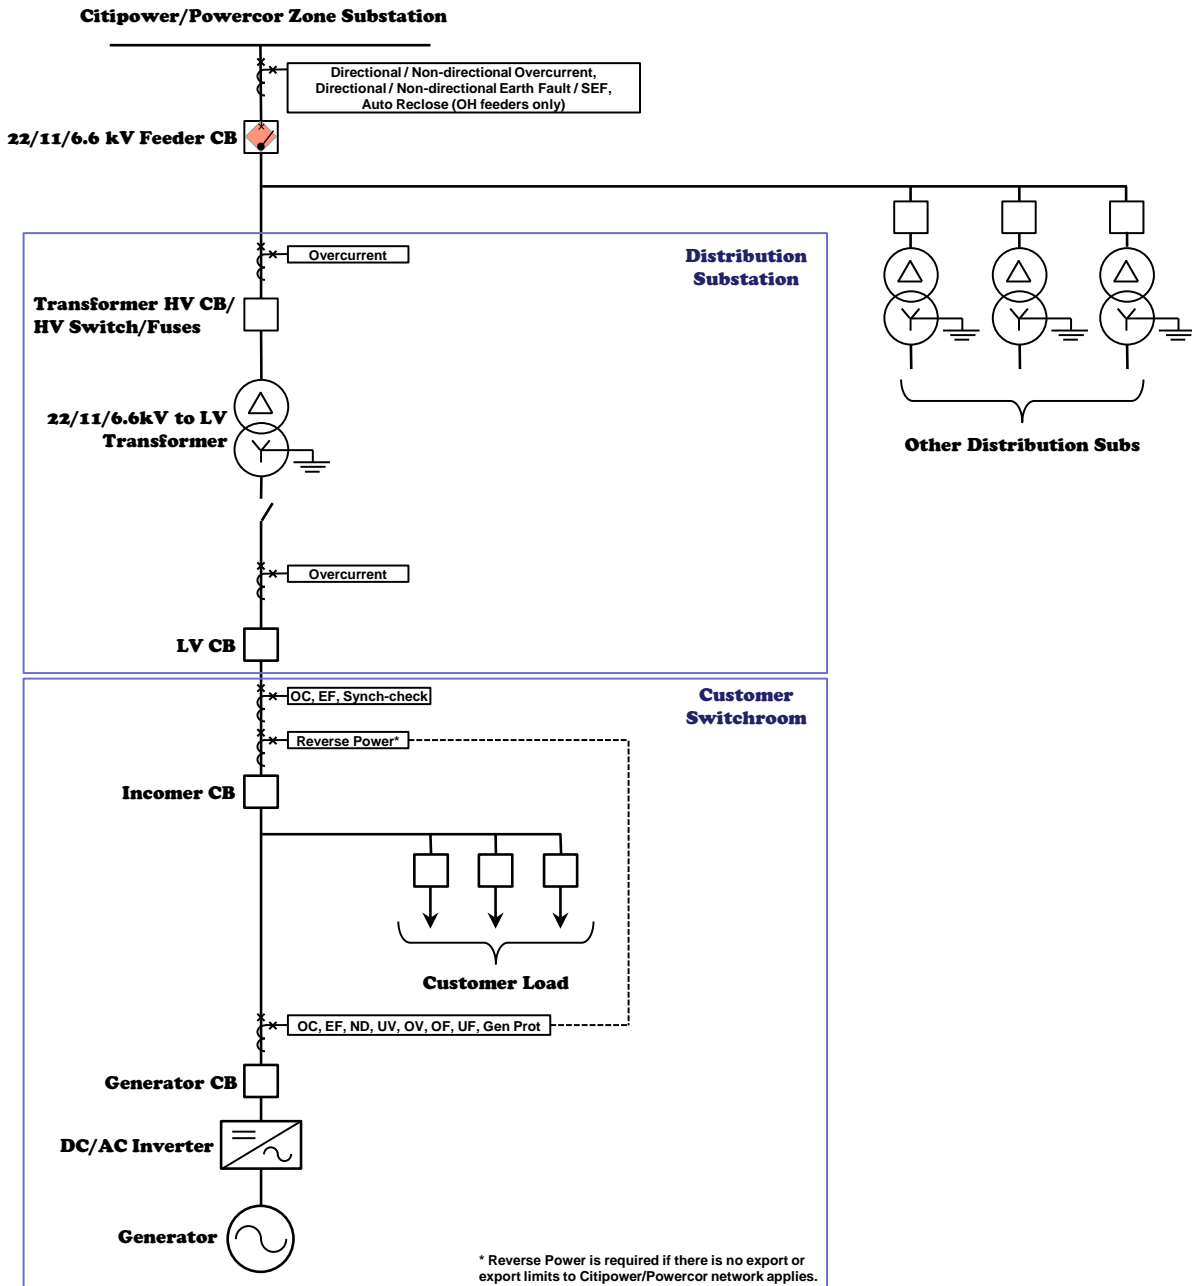 Citipower/Powercor Zone Substation
Directional / Non-directional Overcurrent,
Directional / Non-directional Earth Fault / SEF,
Auto Reclose (OH feeders only)
22/11/6.6 kV Feeder CB
Overcurrent
Distribution
Substation
Transformer HV CB/
HV Switch/Fuses
22/11/6.6kV to LV
Transformer
Other Distribution Subs
Overcurrent
LV CB
OC, EF, Synch-check
Customer
Switchroom
Reverse Power*
Incomer CB
Customer Load
OC, EF, ND, UV, OV, OF, UF, Gen Prot
Generator CB
DC/AC Inverter
Generator
* Reverse Power is required if there is no export or
export limits to Citipower/Powercor network applies.